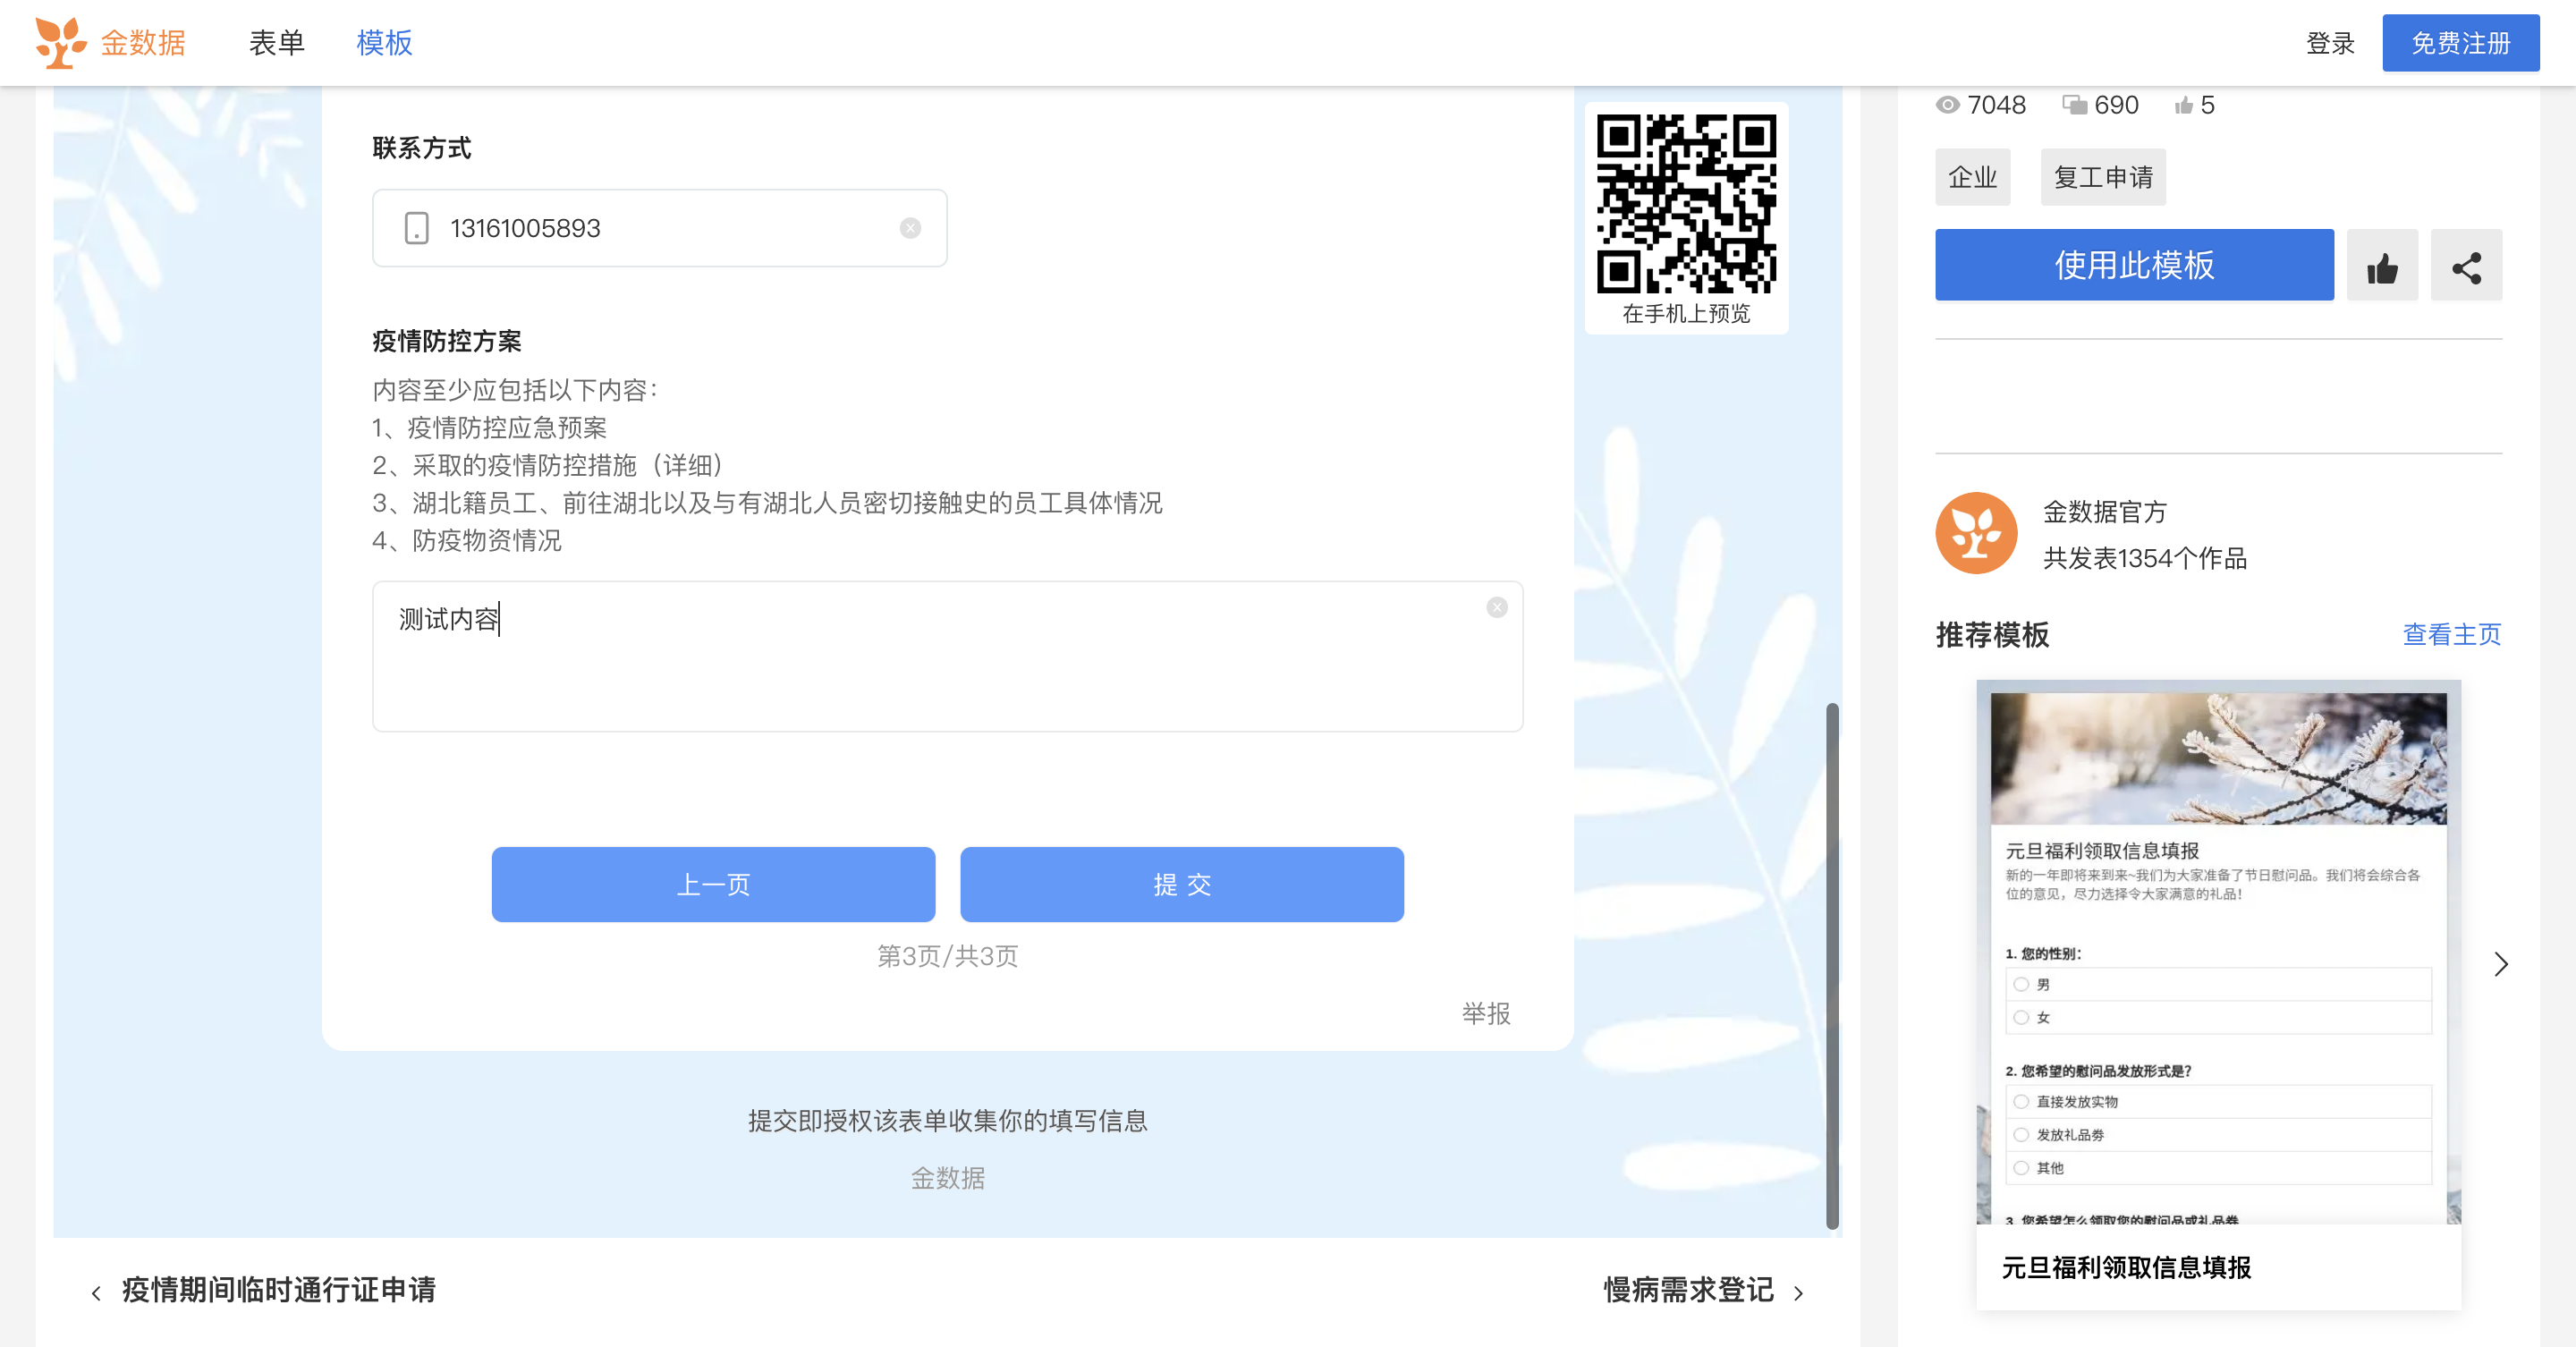 金数据
表单
模板
登录
免费注册
联系方式
13161005893
疫情防控方案
内容至少应包括以下内容：
1、疫情防控应急预案
2、采取的疫情防控措施（详细）
3、湖北籍员工、前往湖北以及与有湖北人员密切接触史的员工具体情况
4、防疫物资情况
测试内容
上一页
提 交
第3页/共3页
举报
提交即授权该表单收集你的填写信息
金数据
疫情期间临时通行证申请
慢病需求登记
在手机上预览
7048 690 5
企业
复工申请
使用此模板
金数据官方
共发表1354个作品
推荐模板
查看主页
元旦福利领取信息填报
新的一年即将来到来~我们为大家准备了节日慰问品。我们将会综合各
位的意见，尽力选择令大家满意的礼品！
1. 您的性别：
男
女
2. 您希望的慰问品发放形式是？
直接发放实物
发放礼品券
其他
3. 您希望怎么领取您的慰问品或礼品券
元旦福利领取信息填报